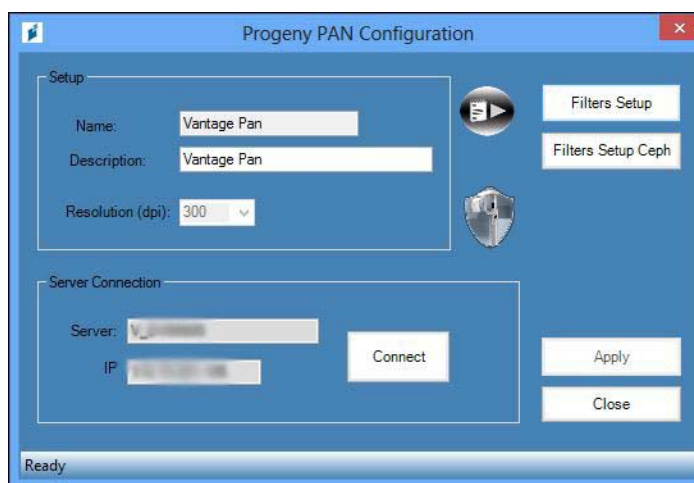 Progeny PAN Configuration
Setup
Name: Vantage Pan
Description: Vantage Pan
Resolution (dpi): 300
Filters Setup
Filters Setup Ceph
Server Connection
Server:
IP
Connect
Apply
Close
Ready